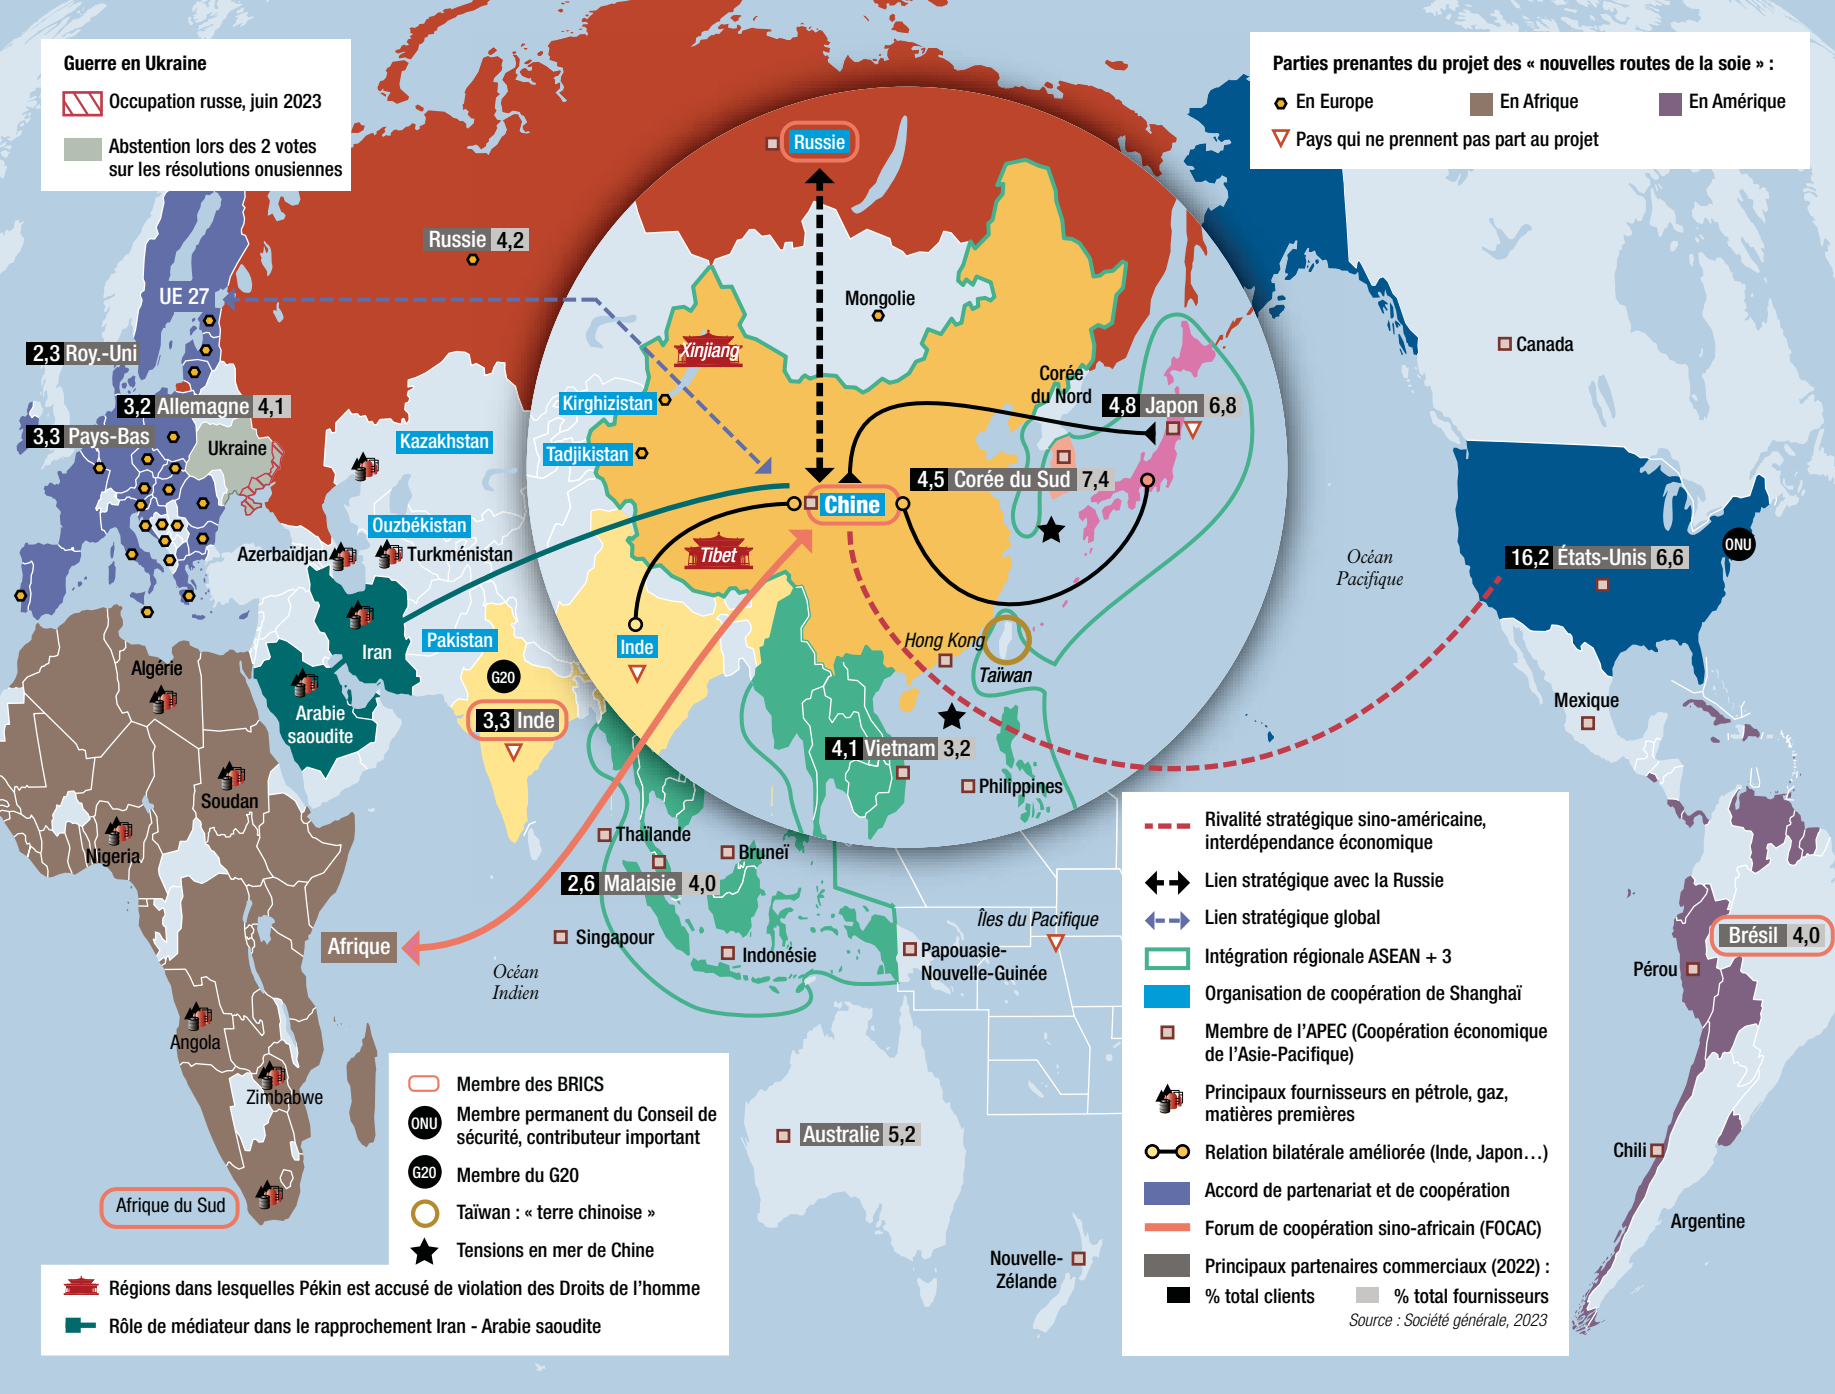 Guerre en Ukraine
Occupation russe, juin 2023
Abstention lors des 2 votes
sur les résolutions onusiennes
Parties prenantes du projet des « nouvelles routes de la soie » :
En Europe
En Afrique
En Amérique
Pays qui ne prennent pas part au projet
Russie
Russie 4,2
UE 27
Mongolie
2,3 Roy.-Uni
Canada
Xinjiang
Corée
du Nord
3,2 Allemagne 4,1
Kirghizistan
4,8 Japon 6,8
3,3 Pays-Bas
Ukraine
Kazakhstan
Tadjikistan
4,5 Corée du Sud 7,4
Chine
Ouzbékistan
Azerbaïdjan
Turkménistan
Tibet
Océan
Pacifique
16,2 États-Unis 6,6
ONU
Pakistan
Inde
Hong Kong
Iran
Algérie
G20
Taïwan
Arabie
saoudite
3,3 Inde
Mexique
4,1 Vietnam 3,2
Philippines
Soudan
Nigeria
Thaïlande
Bruneï
2,6 Malaisie 4,0
Îles du Pacifique
Afrique
Singapour
Indonésie
Papouasie-
Nouvelle-Guinée
Océan
Indien
Brésil 4,0
Pérou
Angola
Zimbabwe
Australie 5,2
Chili
Afrique du Sud
Argentine
Nouvelle-
Zélande
Rivalité stratégique sino-américaine,
interdépendance économique
Lien stratégique avec la Russie
Lien stratégique global
Intégration régionale ASEAN + 3
Organisation de coopération de Shanghaï
Membre de l’APEC (Coopération économique
de l’Asie-Pacifique)
Principaux fournisseurs en pétrole, gaz,
matières premières
Relation bilatérale améliorée (Inde, Japon…)
Accord de partenariat et de coopération
Forum de coopération sino-africain (FOCAC)
Principaux partenaires commerciaux (2022) :
% total clients
% total fournisseurs
Source : Société générale, 2023
Membre des BRICS
ONU
Membre permanent du Conseil de
sécurité, contributeur important
G20
Membre du G20
Taïwan : « terre chinoise »
Tensions en mer de Chine
Régions dans lesquelles Pékin est accusé de violation des Droits de l’homme
Rôle de médiateur dans le rapprochement Iran - Arabie saoudite